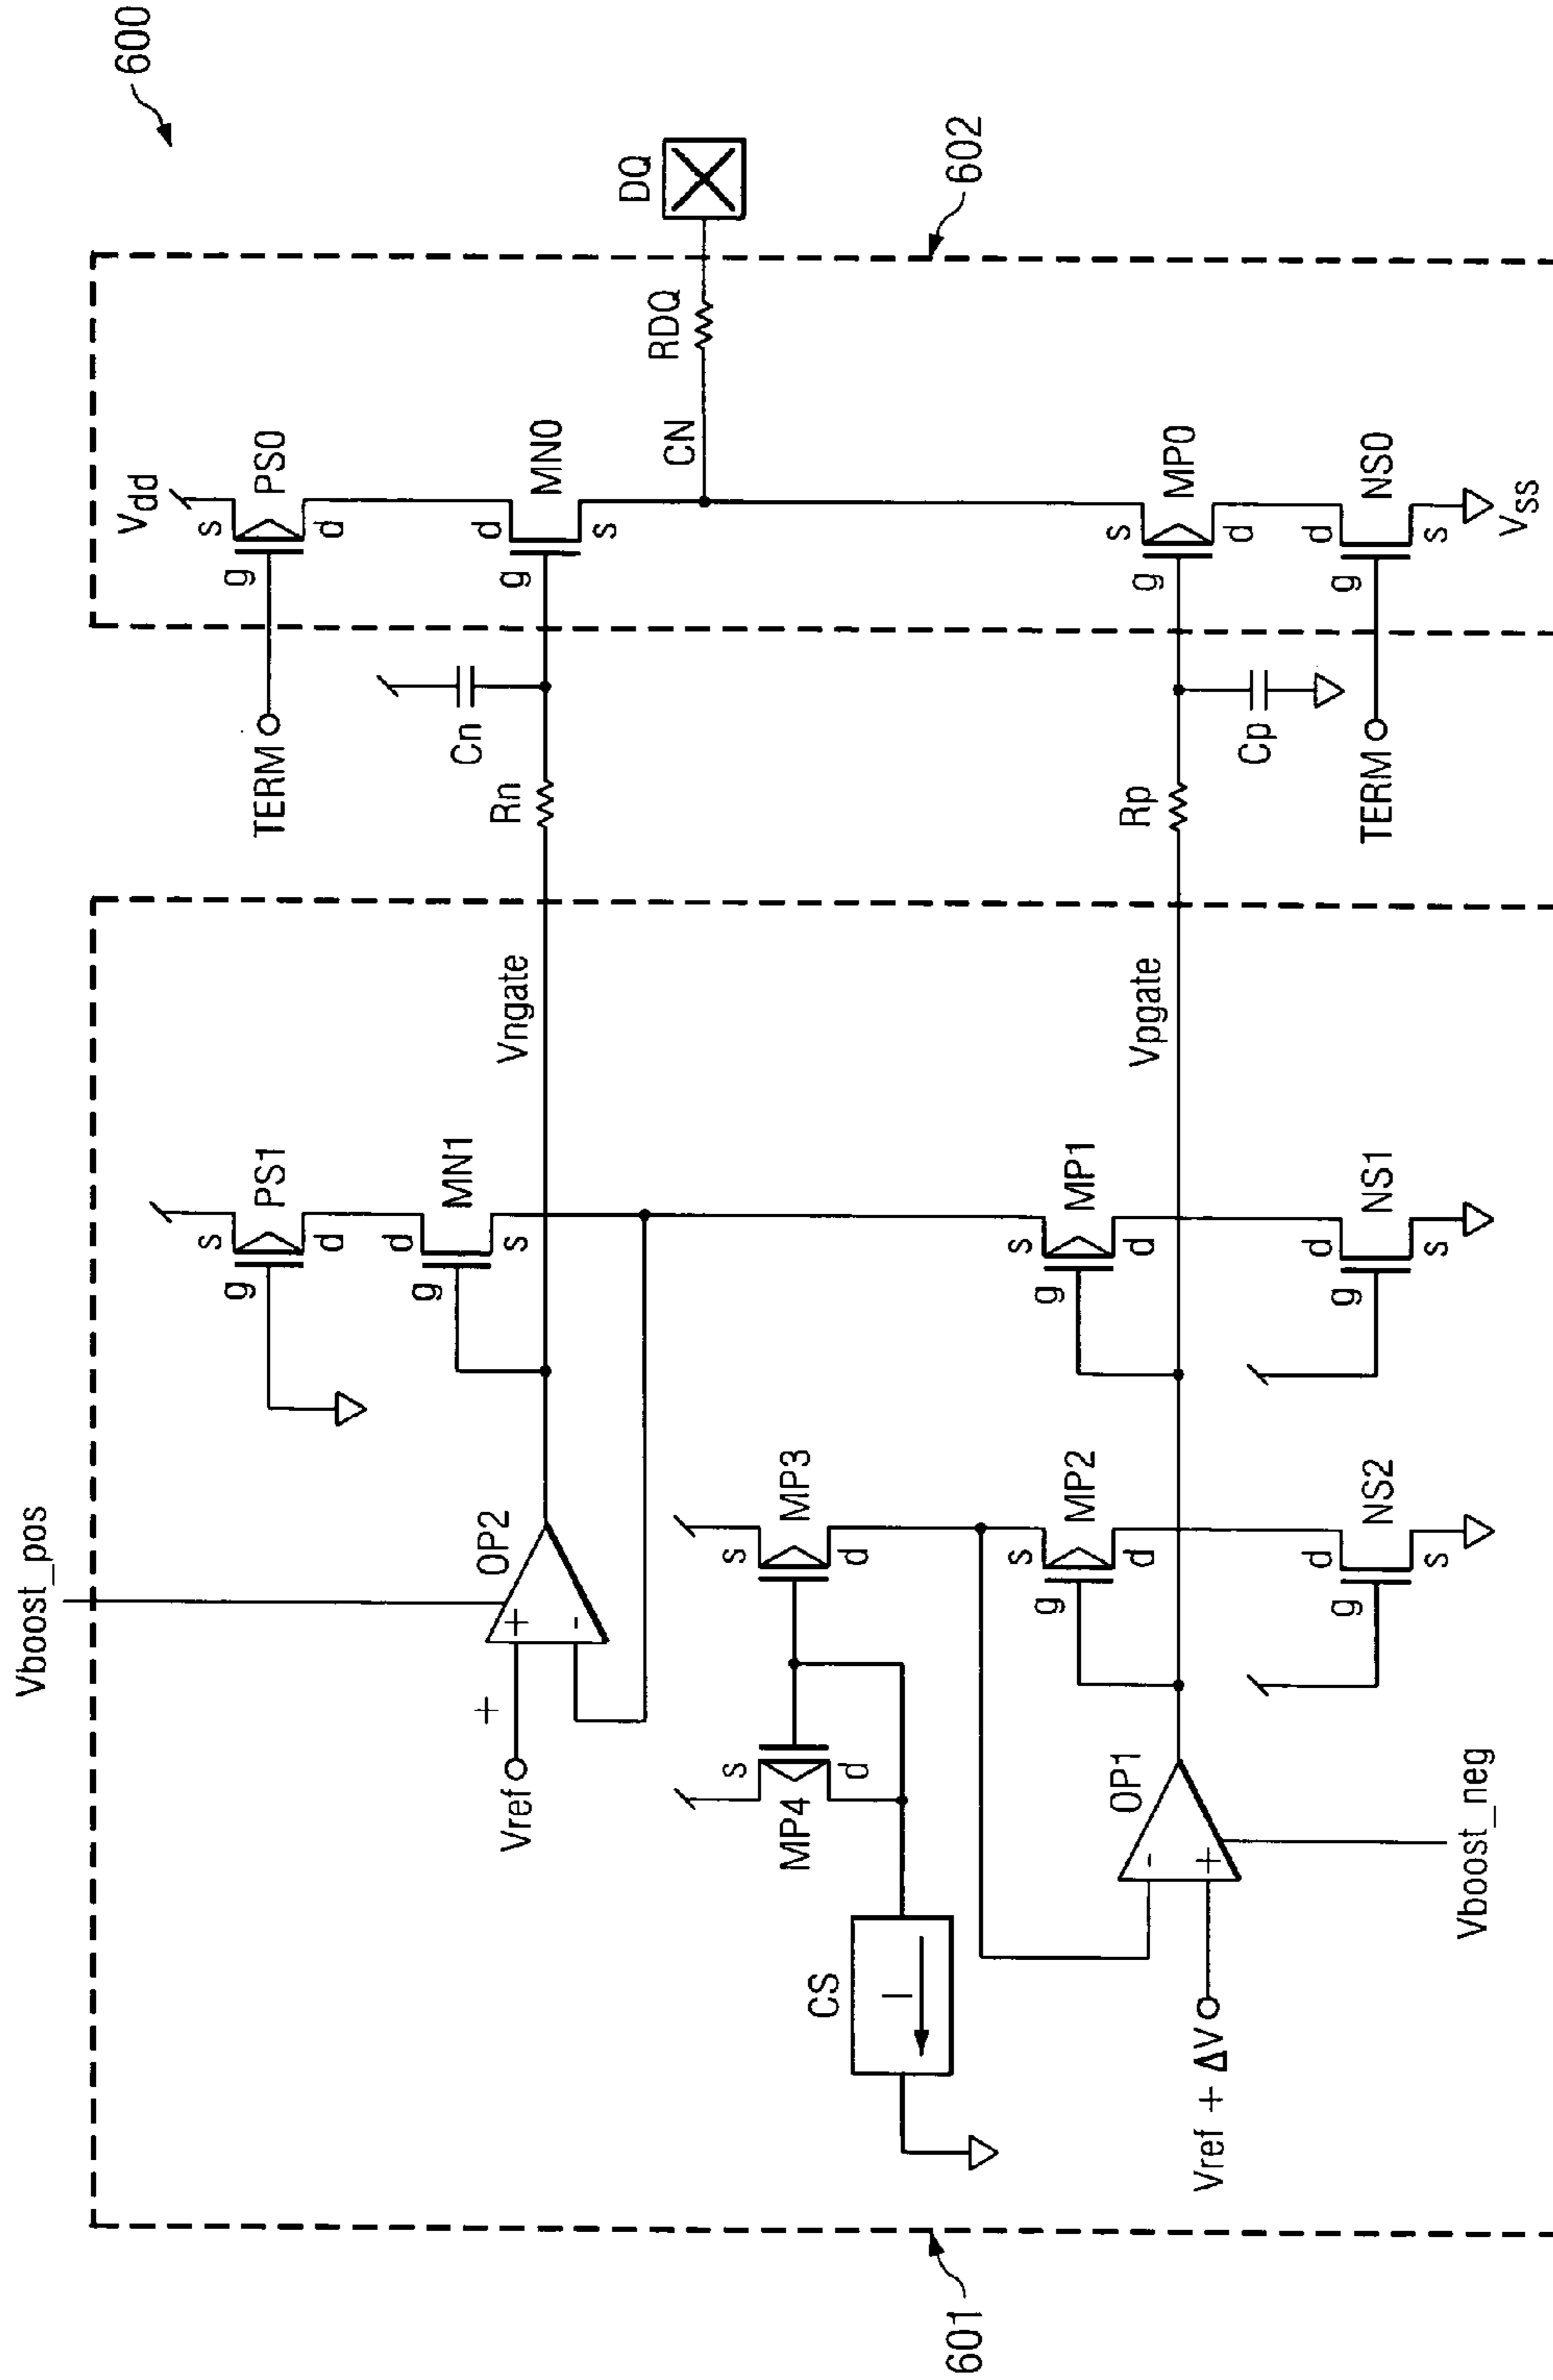 600
Vboost_pos
Vdd
s
PS0
g
d
TERM
d
MN0
g
s
Cn
Rn
Vngate
CN
RDQ
DQ
602
s
PS1
g
d
d
MN1
g
s
OP2
+
-
+
Vref
s
MP3
d
s
MP4
d
CS
I
s
MP0
g
d
d
NS0
g
s
Vss
Cp
Rp
TERM
Vpgate
s
MP1
g
d
d
NS1
g
s
s
MP2
g
d
d
NS2
g
s
OP1
-
+
Vref + ΔV
Vboost_neg
601